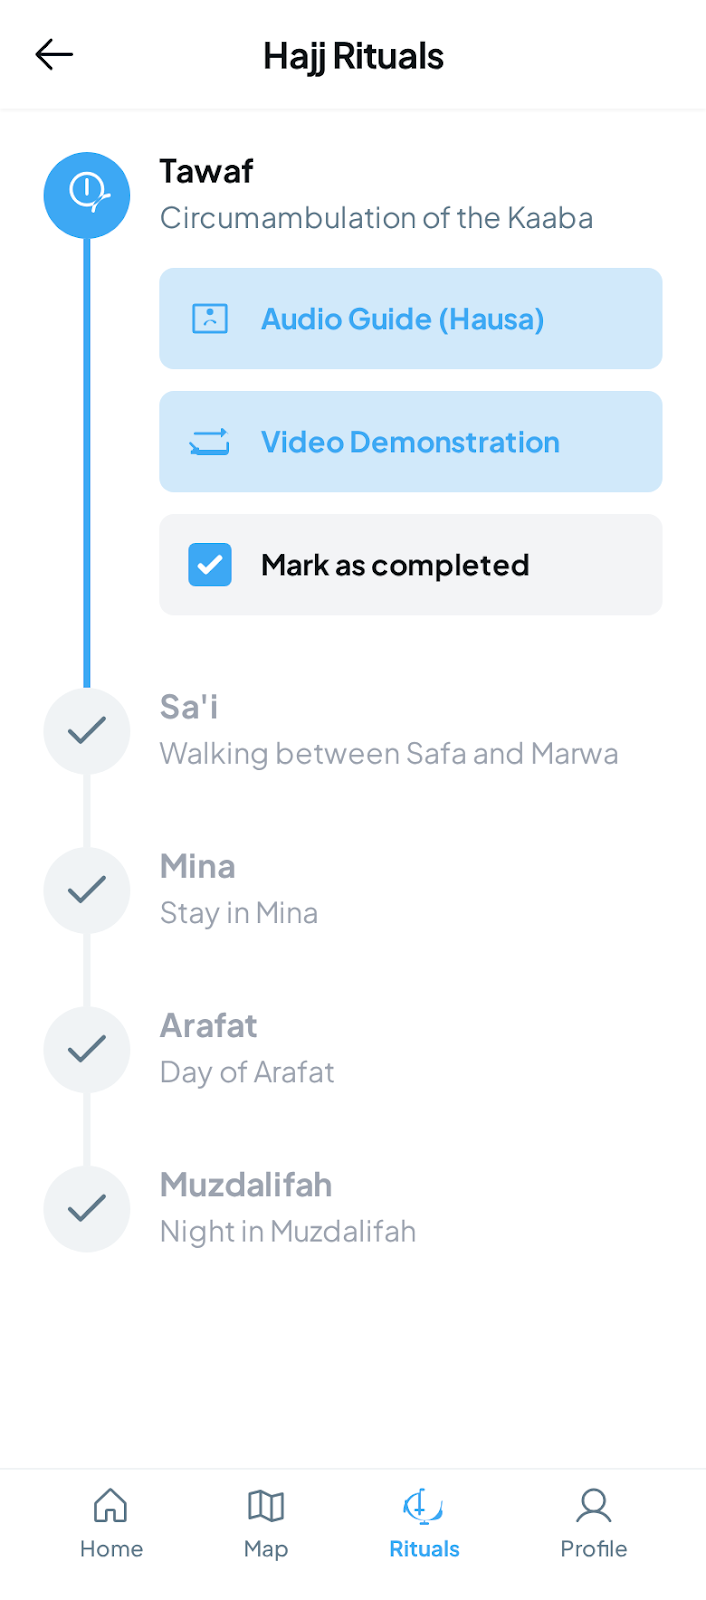 Hajj Rituals
Tawaf
Circumambulation of the Kaaba
Audio Guide (Hausa)
Video Demonstration
Mark as completed
Sa'i
Walking between Safa and Marwa
Mina
Stay in Mina
Arafat
Day of Arafat
Muzdalifah
Night in Muzdalifah
Home
Map
Rituals
Profile